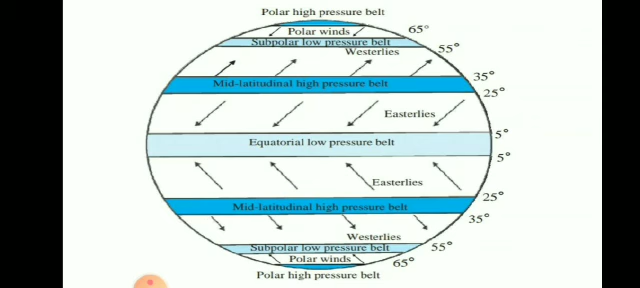 Polar high pressure belt
Polar winds
65°
Subpolar low pressure belt
55°
Westerlies
35°
Mid-latitudinal high pressure belt
25°
Easterlies
5°
Equatorial low pressure belt
5°
Easterlies
25°
Mid-latitudinal high pressure belt
35°
Westerlies
55°
Subpolar low pressure belt
Polar winds
65°
Polar high pressure belt